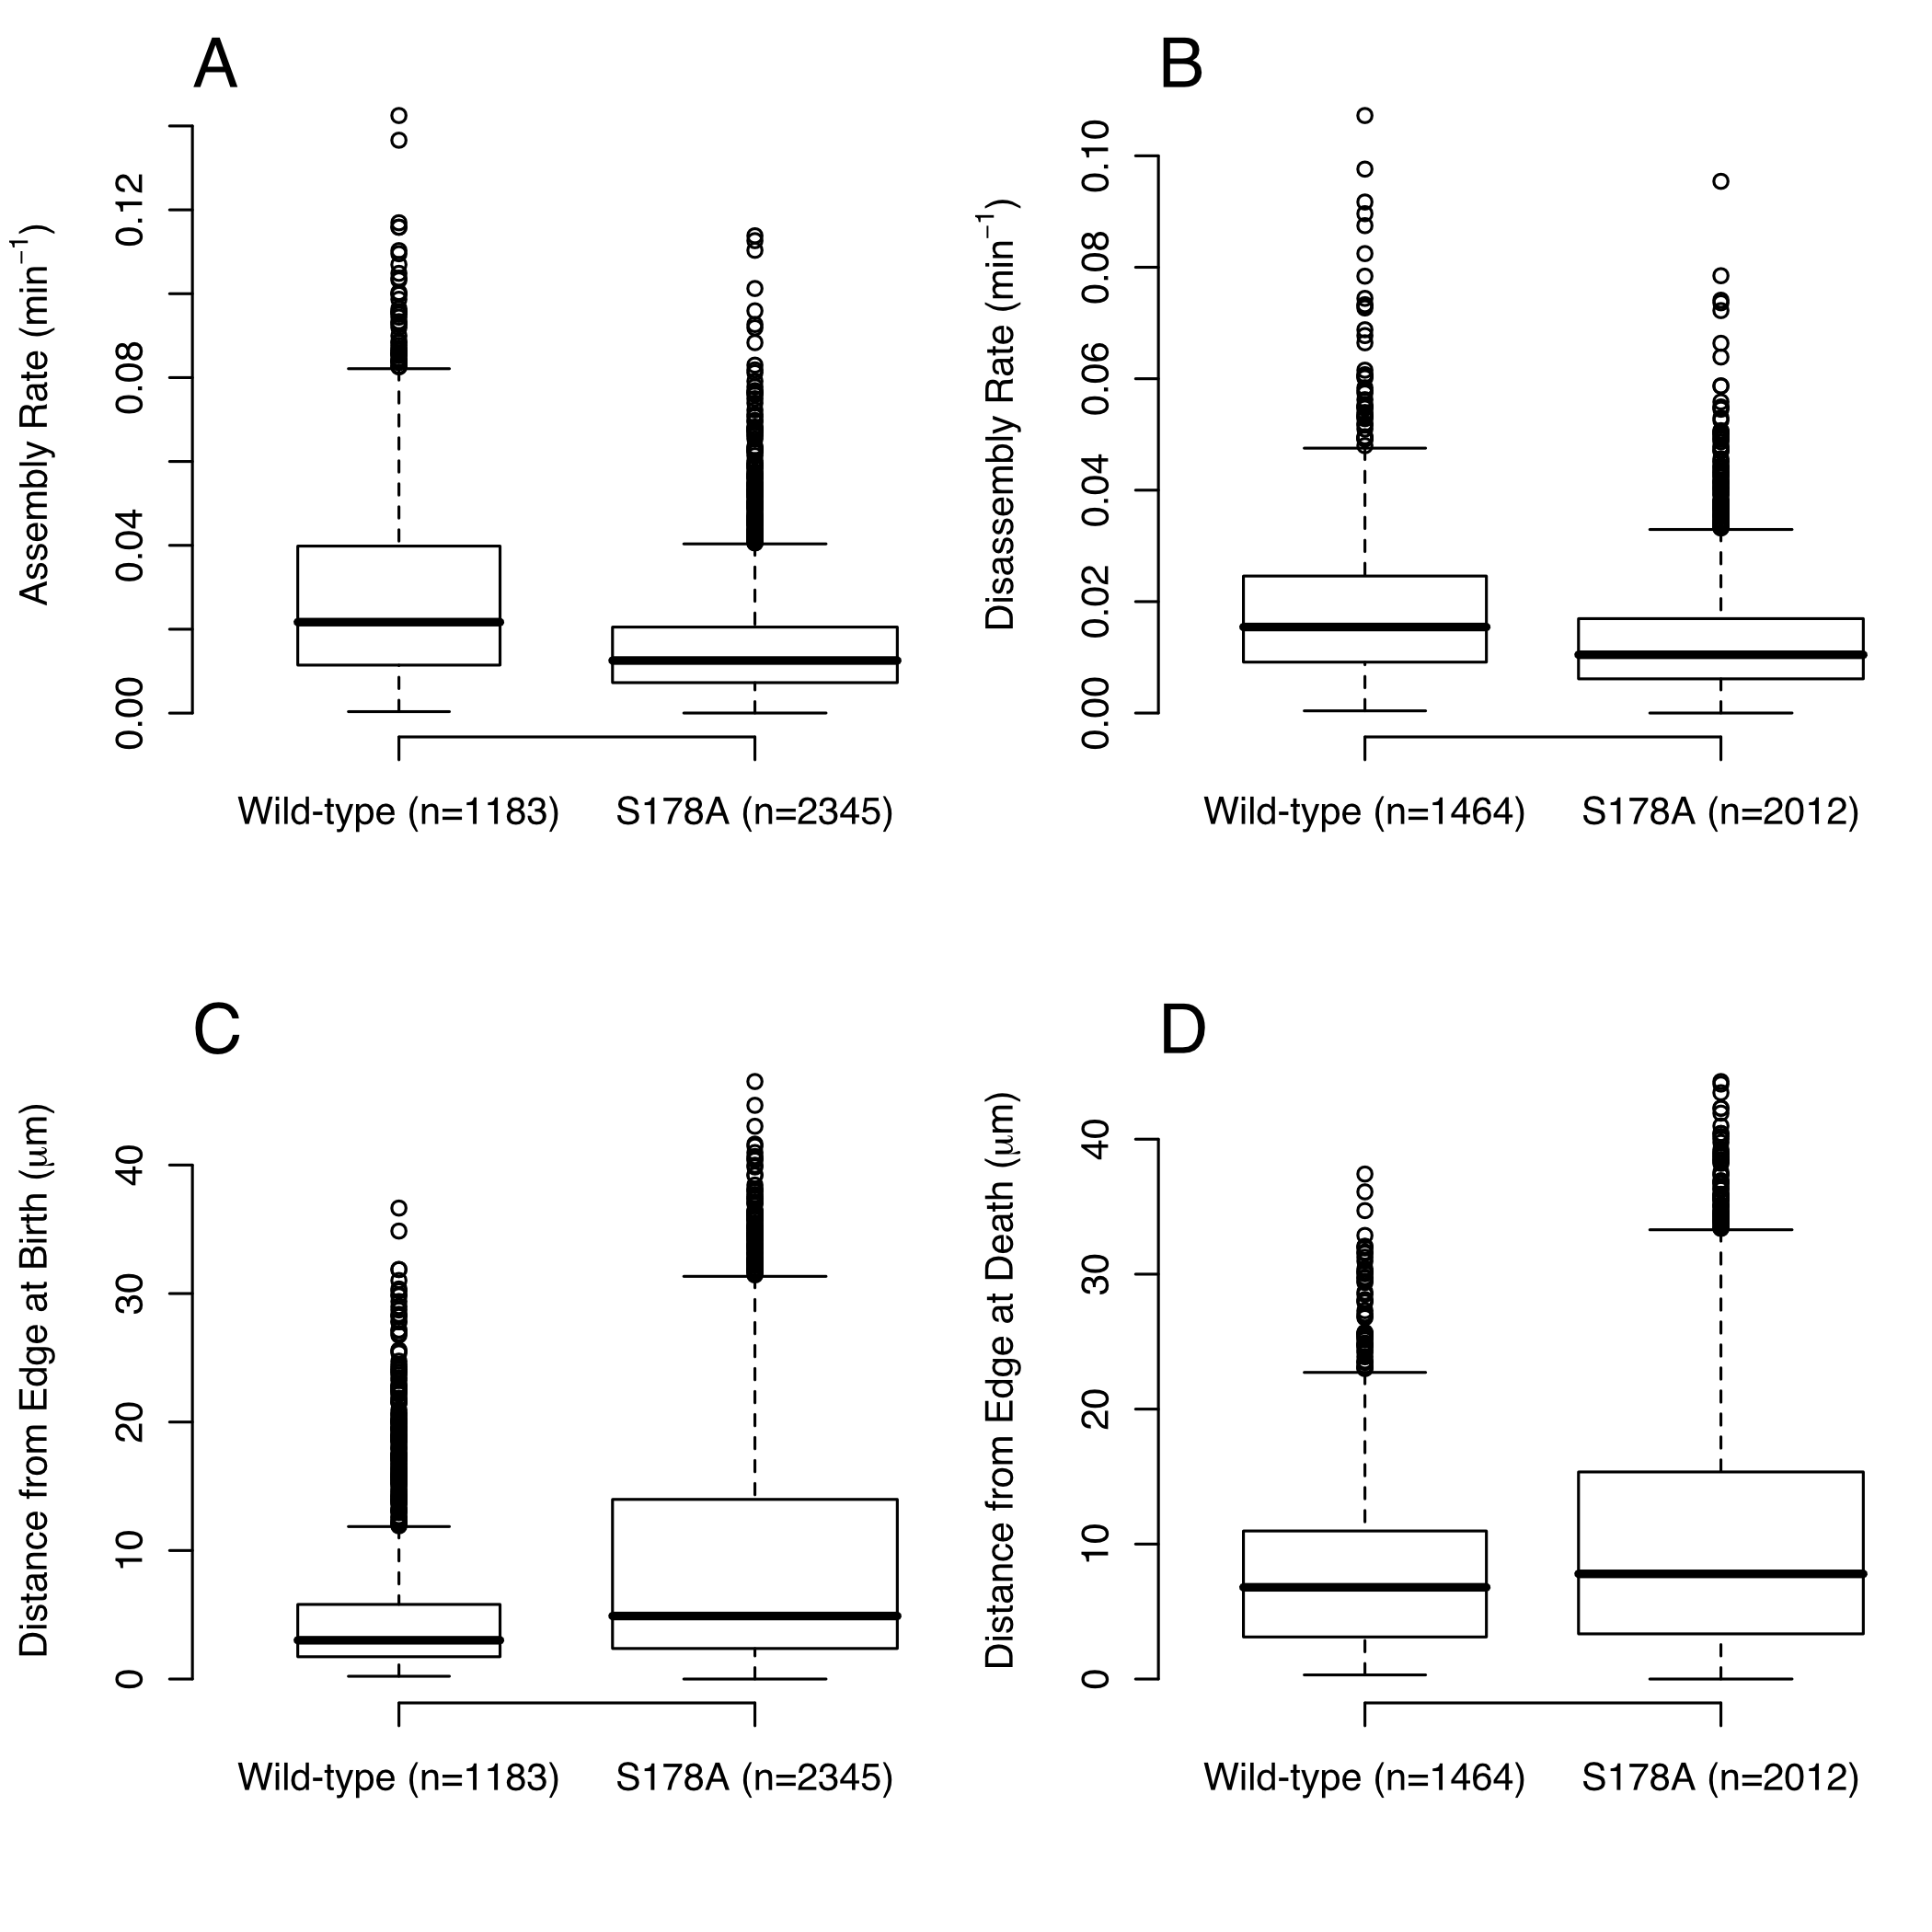 A
Assembly Rate (min⁻¹)
0.00
0.04
0.08
0.12
Wild-type (n=1183)
S178A (n=2345)
B
Disassembly Rate (min⁻¹)
0.00
0.02
0.04
0.06
0.08
0.10
Wild-type (n=1464)
S178A (n=2012)
C
Distance from Edge at Birth (μm)
0
10
20
30
40
Wild-type (n=1183)
S178A (n=2345)
D
Distance from Edge at Death (μm)
0
10
20
30
40
Wild-type (n=1464)
S178A (n=2012)